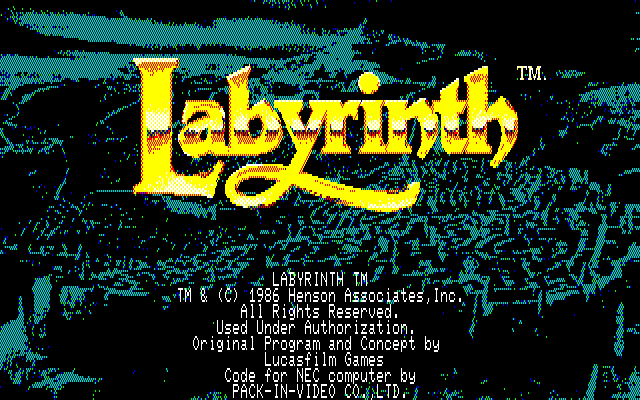 Labyrinth TM.
LABYRINTH TM
TM & (C) 1986 Henson Associates,Inc.
All Rights Reserved.
Used Under Authorization.
Original Program and Concept by
Lucasfilm Games
Code for NEC computer by
PACK-IN-VIDEO CO.,LTD.